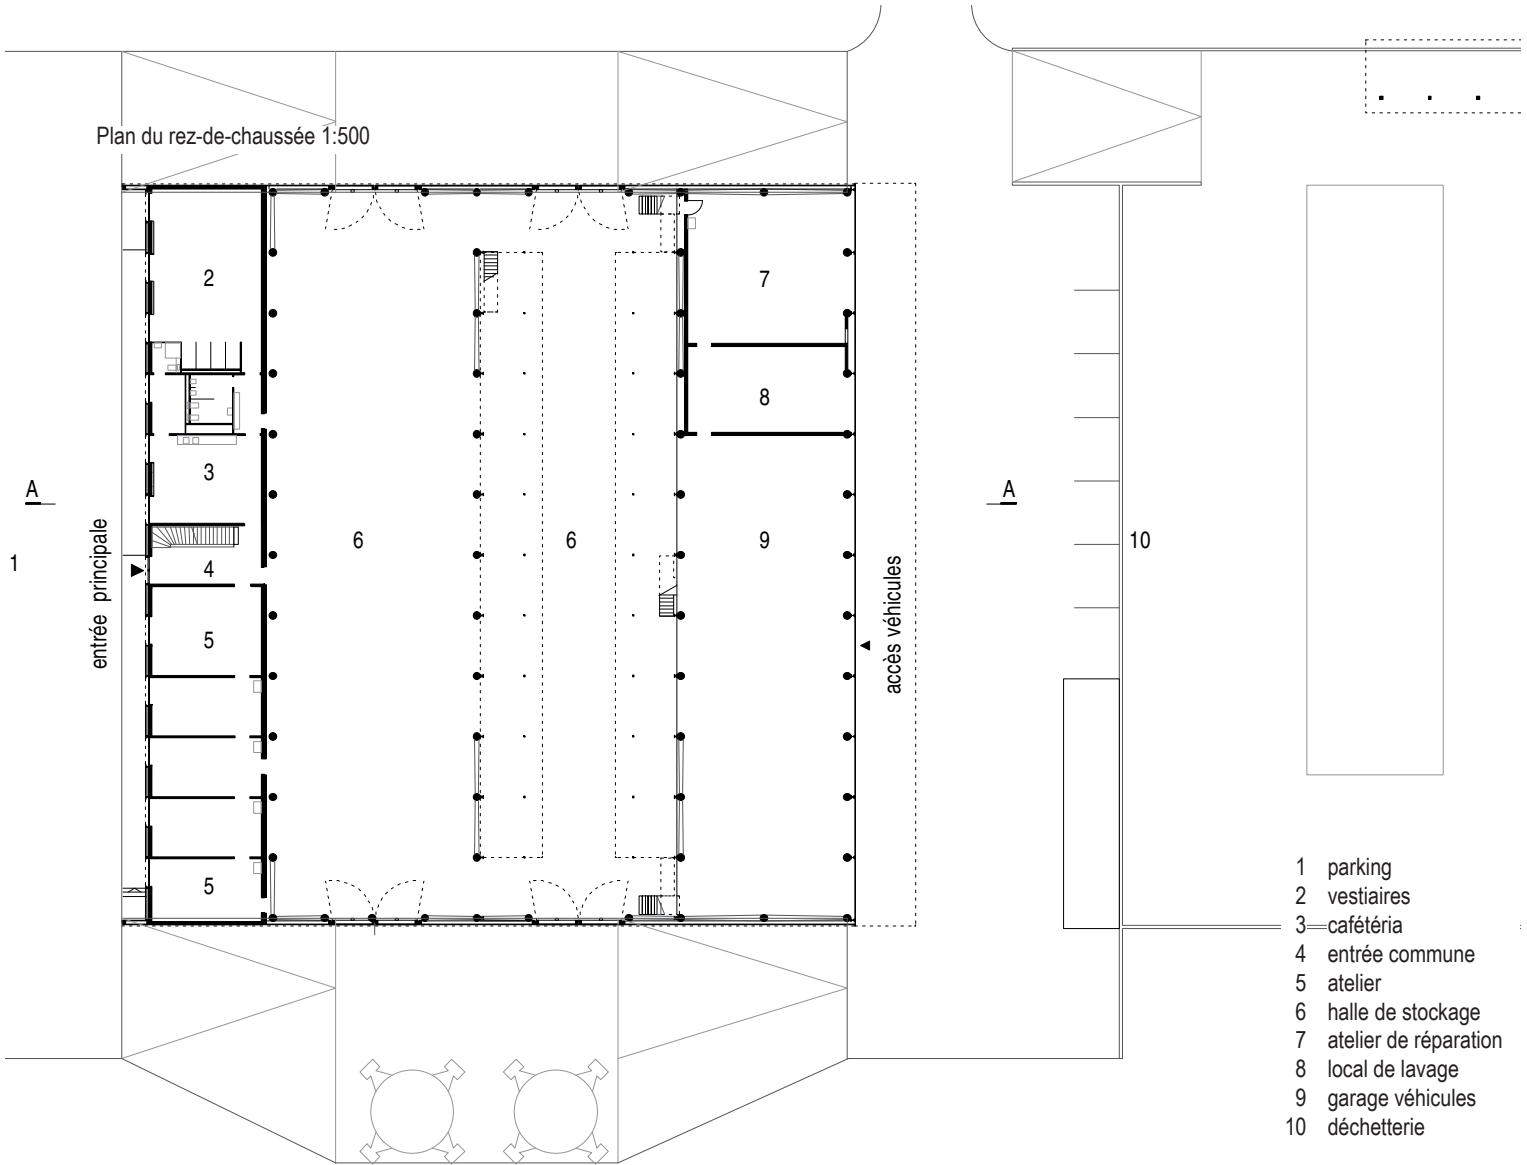 Plan du rez-de-chaussée 1:500
2
7
8
3
A
A
6
6
9
10
1
entrée principale
4
accès véhicules
5
5
1 parking
2 vestiaires
3 cafétéria
4 entrée commune
5 atelier
6 halle de stockage
7 atelier de réparation
8 local de lavage
9 garage véhicules
10 déchetterie